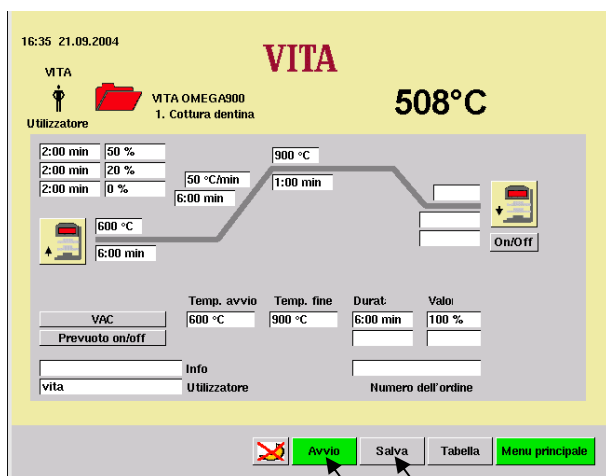 16:35 21.09.2004
VITA
VITA
508°C
VITA OMEGA900
1. Cottura dentina
Utilizzatore
2:00 min 50 %
2:00 min 20 %
2:00 min 0 %
50 °C/min
6:00 min
900 °C
1:00 min
600 °C
6:00 min
On/Off
Temp. avvio Temp. fine Durat: Valor
VAC 600 °C 900 °C 6:00 min 100 %
Prevuoto on/off
Info
vita Utilizzatore Numero dell'ordine
Avvio Salva Tabella Menu principale